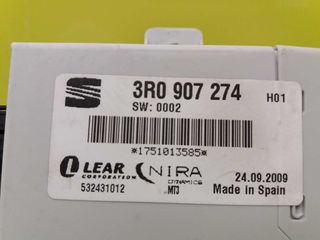 3R0 907 274 H01
SW: 0002
*1751013585*
LEAR NIRA
CORPORATION DYNAMICS
532431012 MT3
24.09.2009
Made in Spain